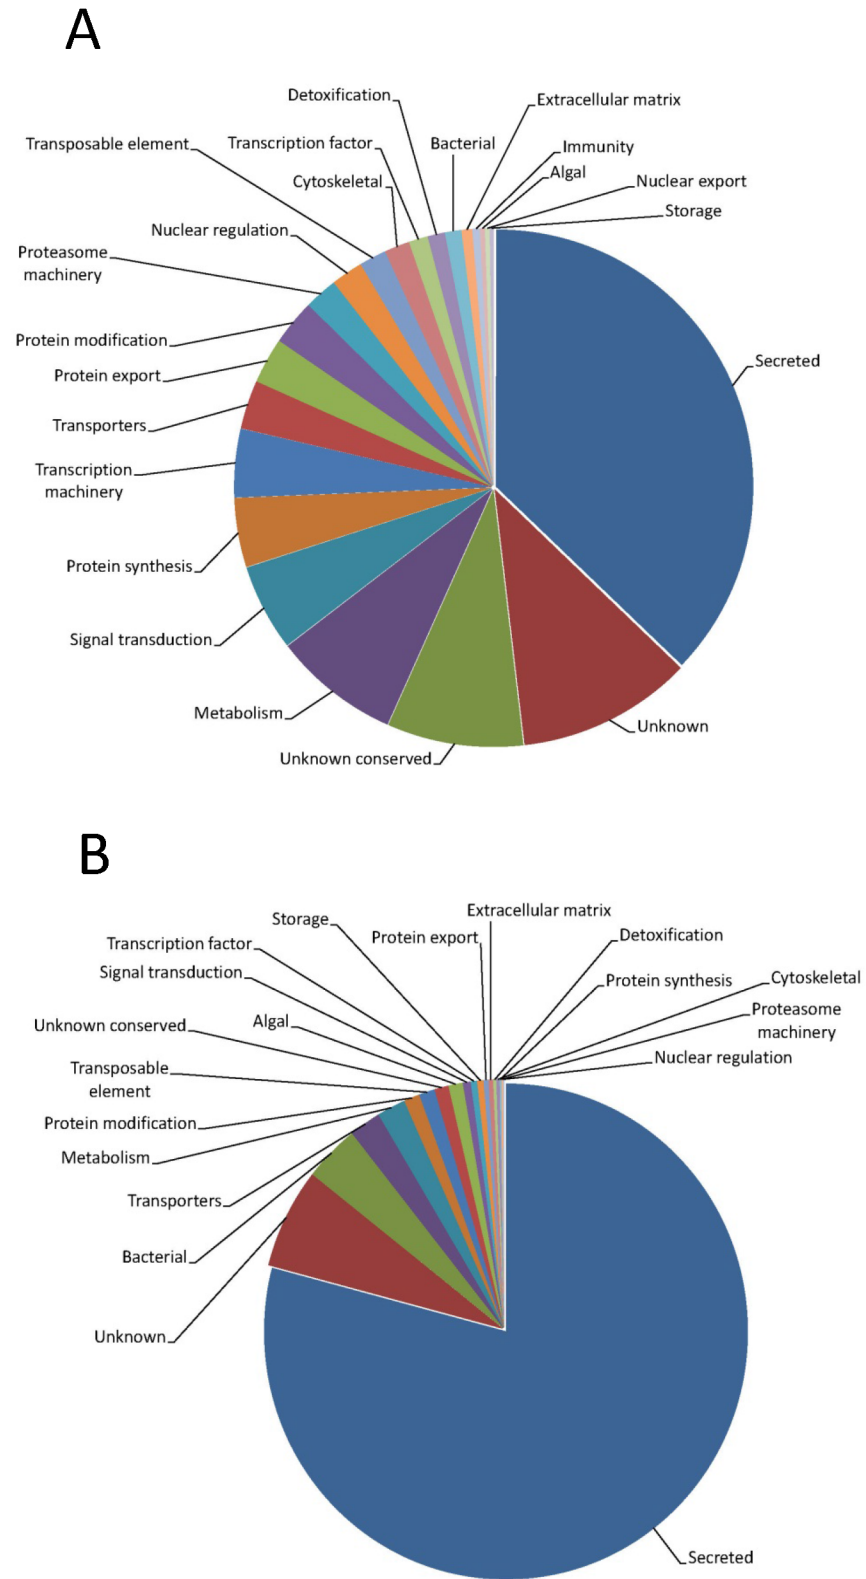 A
Detoxification
Extracellular matrix
Transposable element
Transcription factor
Bacterial
Immunity
Algal
Cytoskeletal
Nuclear export
Storage
Nuclear regulation
Proteasome
machinery
Protein modification
Secreted
Protein export
Transporters
Transcription
machinery
Protein synthesis
Signal transduction
Metabolism
Unknown
Unknown conserved
B
Extracellular matrix
Storage
Protein export
Detoxification
Transcription factor
Signal transduction
Protein synthesis
Cytoskeletal
Proteasome
machinery
Unknown conserved
Algal
Nuclear regulation
Transposable
element
Protein modification
Metabolism
Transporters
Bacterial
Unknown
Secreted